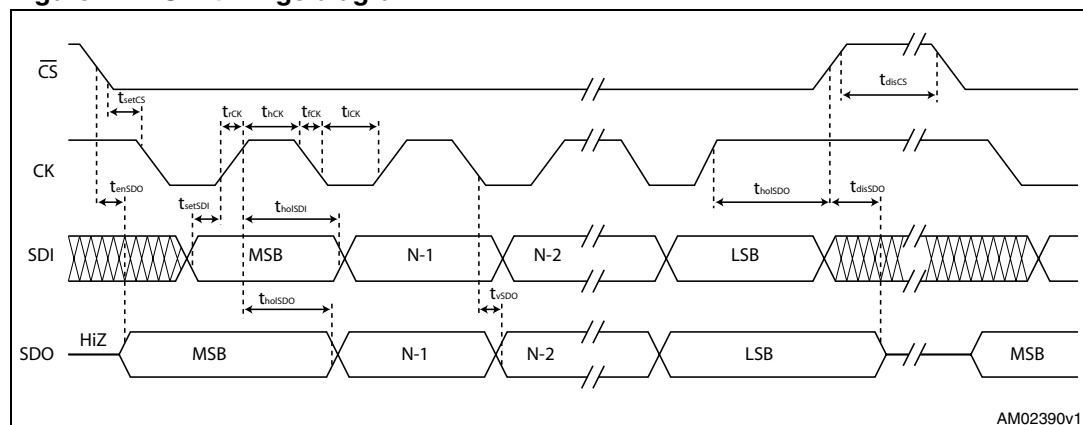 CS
tdisCS
tsetCS
trCK
thCK
tfCK
tlCK
CK
tenSDO
tsetSDI
tholSDI
tholSDO
tdisSDO
SDI
MSB
N-1
N-2
LSB
tholSDO
tvSDO
SDO
HiZ
MSB
N-1
N-2
LSB
MSB
AM02390v1